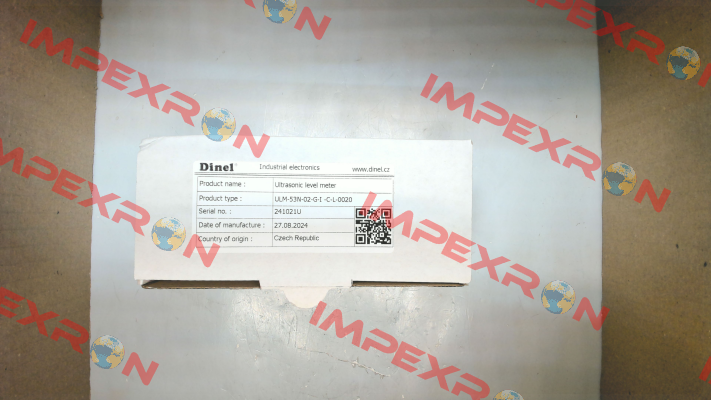 IMPEXRON
IMPEXRON
IMPEXRON
Dinel® Industrial electronics www.dinel.cz
Product name : Ultrasonic level meter
Product type : ULM-53N-02-G-I -C-L-0020
Serial no. : 241021U
Date of manufacture : 27.08.2024
Country of origin : Czech Republic
IMPEXRON
IMPEXRON
IMPEXRON
IMPEXRON